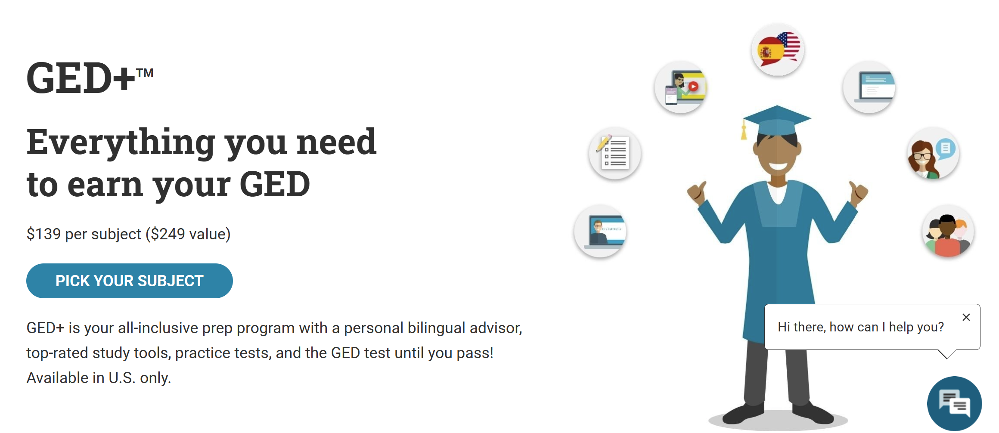 GED+™
Everything you need
to earn your GED
$139 per subject ($249 value)
PICK YOUR SUBJECT
GED+ is your all-inclusive prep program with a personal bilingual advisor,
top-rated study tools, practice tests, and the GED test until you pass!
Available in U.S. only.
Hi there, how can I help you?